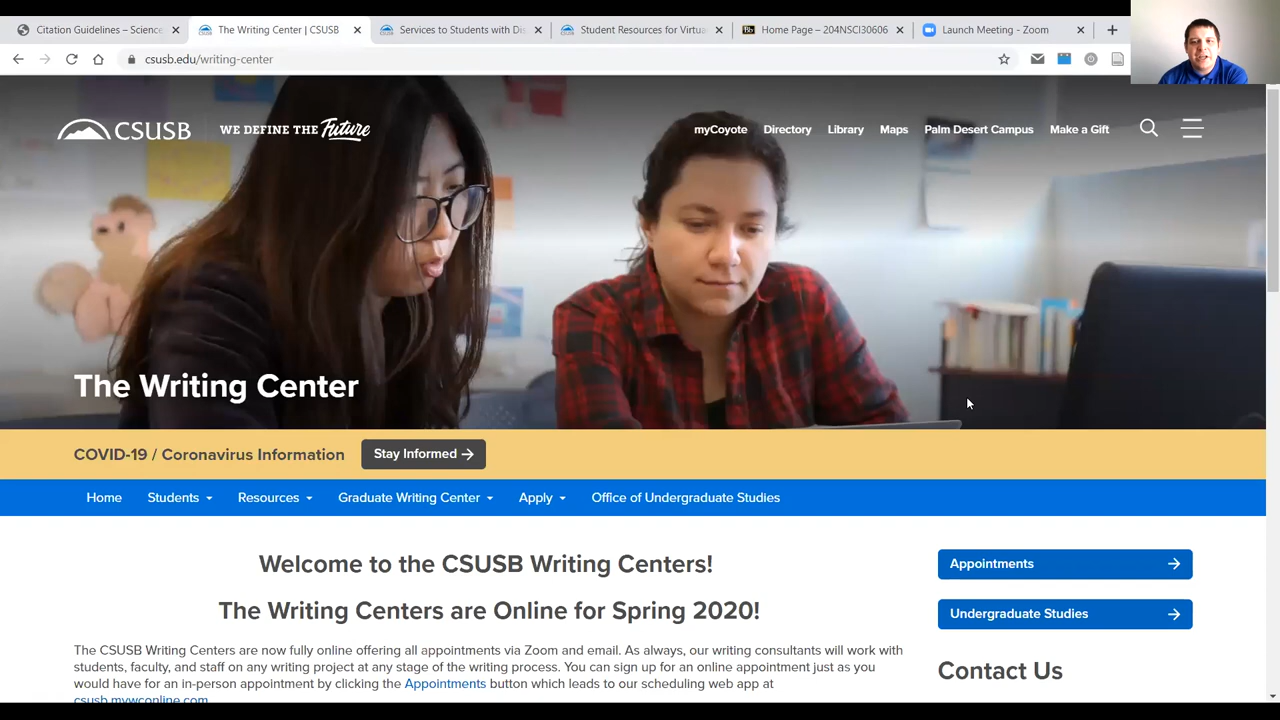 Citation Guidelines – Science
The Writing Center | CSUSB
Services to Students with Dis
Student Resources for Virtua
Home Page – 204NSCI30606
Launch Meeting - Zoom
csusb.edu/writing-center
CSUSB
WE DEFINE THE Future
myCoyote
Directory
Library
Maps
Palm Desert Campus
Make a Gift
The Writing Center
COVID-19 / Coronavirus Information
Stay Informed
Home
Students
Resources
Graduate Writing Center
Apply
Office of Undergraduate Studies
Welcome to the CSUSB Writing Centers!
The Writing Centers are Online for Spring 2020!
The CSUSB Writing Centers are now fully online offering all appointments via Zoom and email. As always, our writing consultants will work with
students, faculty, and staff on any writing project at any stage of the writing process. You can sign up for an online appointment just as you
would have for an in-person appointment by clicking the Appointments button which leads to our scheduling web app at
csusb.mywconline.com
Appointments
Undergraduate Studies
Contact Us